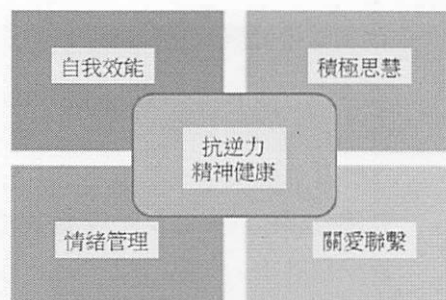 自我效能
積極思慧
抗逆力
精神健康
情緒管理
關愛聯繫